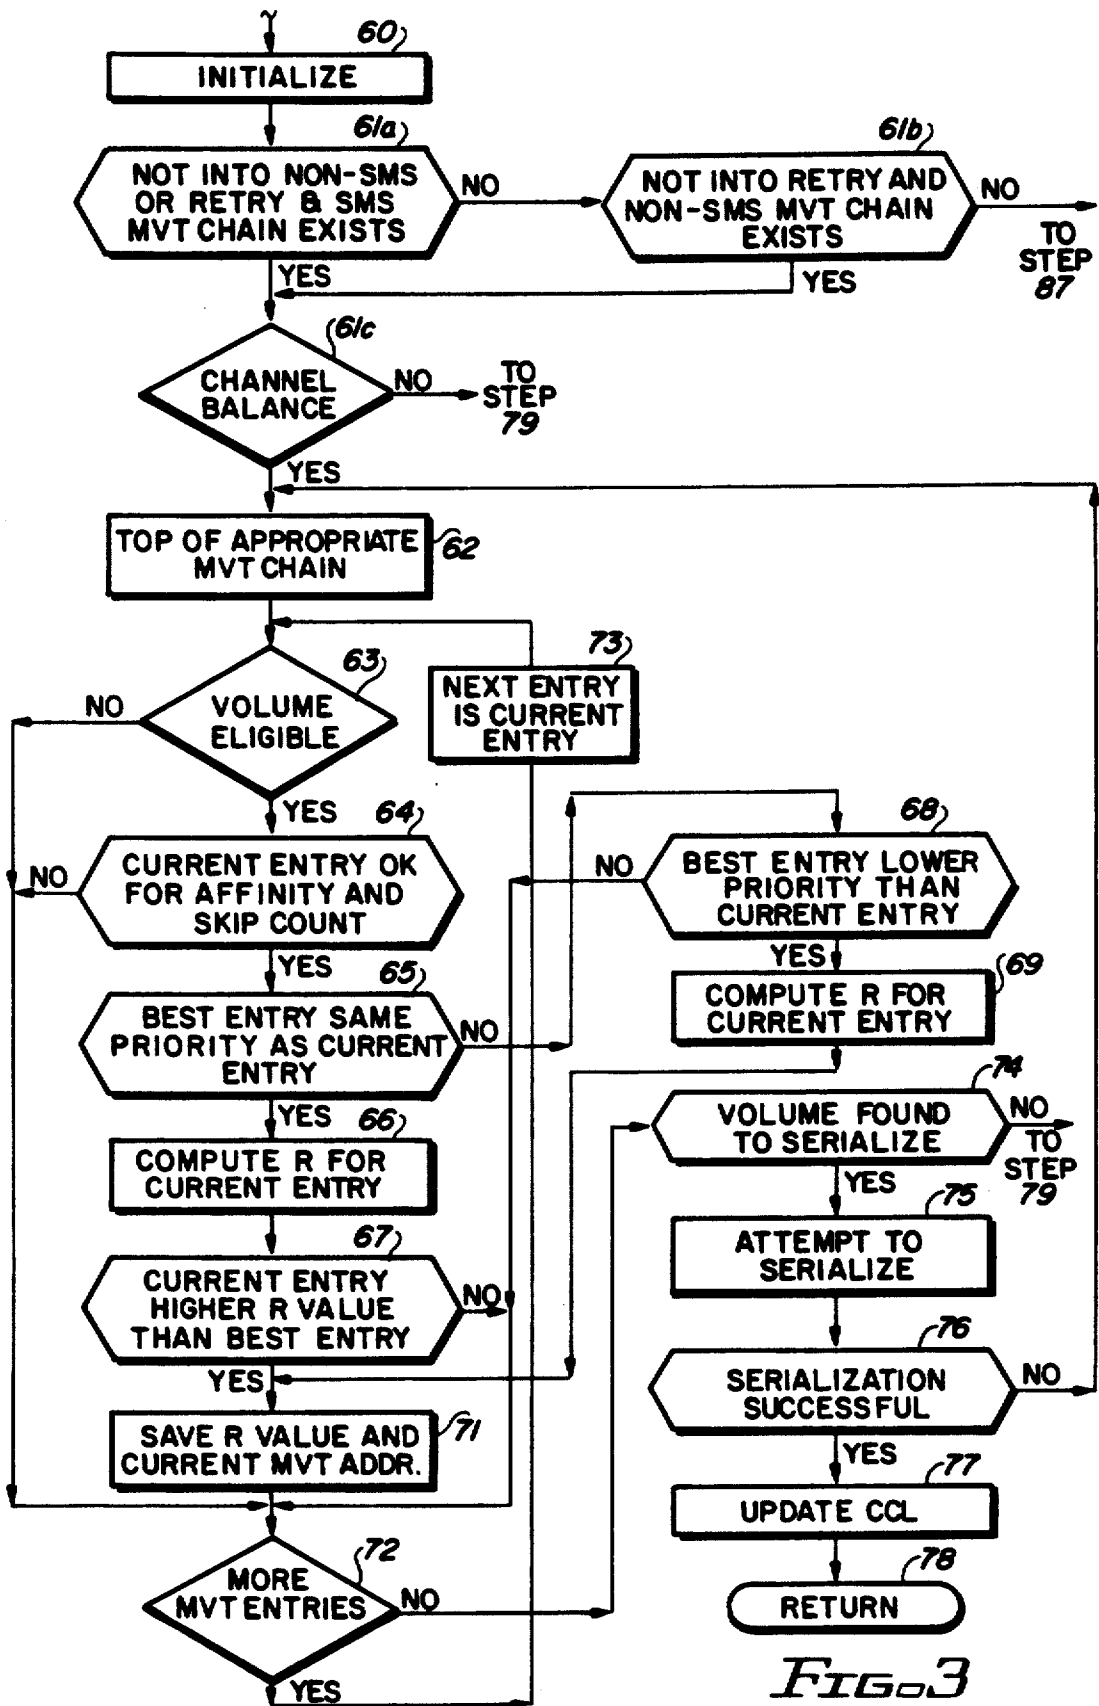 60
INITIALIZE
61a
NOT INTO NON-SMS
OR RETRY & SMS
MVT CHAIN EXISTS
NO
YES
61b
NOT INTO RETRY AND
NON-SMS MVT CHAIN
EXISTS
NO
TO
STEP
87
YES
61c
CHANNEL
BALANCE
NO
TO
STEP
79
YES
TOP OF APPROPRIATE
MVT CHAIN
62
63
VOLUME
ELIGIBLE
NO
YES
73
NEXT ENTRY
IS CURRENT
ENTRY
64
CURRENT ENTRY OK
FOR AFFINITY AND
SKIP COUNT
NO
YES
65
BEST ENTRY SAME
PRIORITY AS CURRENT
ENTRY
NO
YES
66
COMPUTE R FOR
CURRENT ENTRY
67
CURRENT ENTRY
HIGHER R VALUE
THAN BEST ENTRY
NO
YES
SAVE R VALUE AND
CURRENT MVT ADDR.
71
72
MORE
MVT ENTRIES
NO
YES
68
BEST ENTRY LOWER
PRIORITY THAN
CURRENT ENTRY
NO
YES
69
COMPUTE R FOR
CURRENT ENTRY
74
VOLUME FOUND
TO SERIALIZE
NO
TO
STEP
79
YES
75
ATTEMPT TO
SERIALIZE
76
SERIALIZATION
SUCCESSFUL
NO
YES
77
UPDATE CCL
78
RETURN
FIG. 3